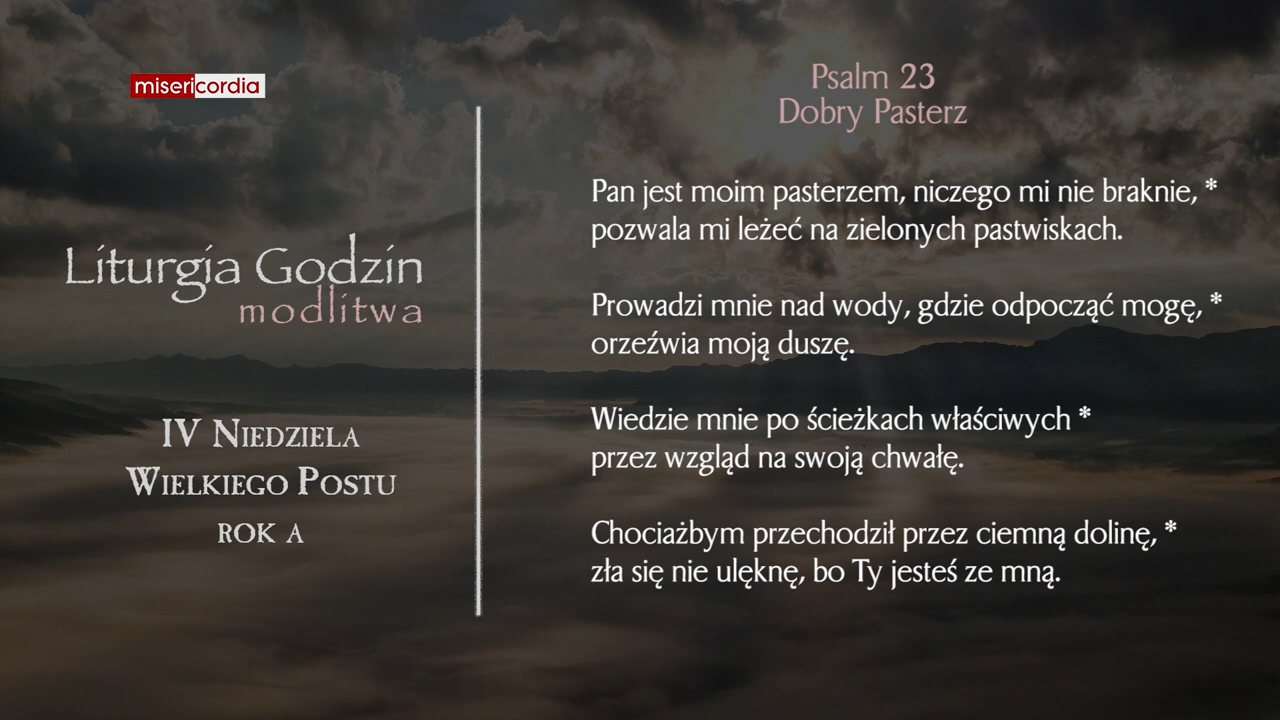 misericordia
Liturgia Godzin
modlitwa
IV Niedziela
Wielkiego Postu
rok A
Psalm 23
Dobry Pasterz
Pan jest moim pasterzem, niczego mi nie braknie, *
pozwala mi leżeć na zielonych pastwiskach.
Prowadzi mnie nad wody, gdzie odpocząć mogę, *
orzeźwia moją duszę.
Wiedzie mnie po ścieżkach właściwych *
przez wzgląd na swoją chwałę.
Chociażbym przechodził przez ciemną dolinę, *
zła się nie ulęknę, bo Ty jesteś ze mną.